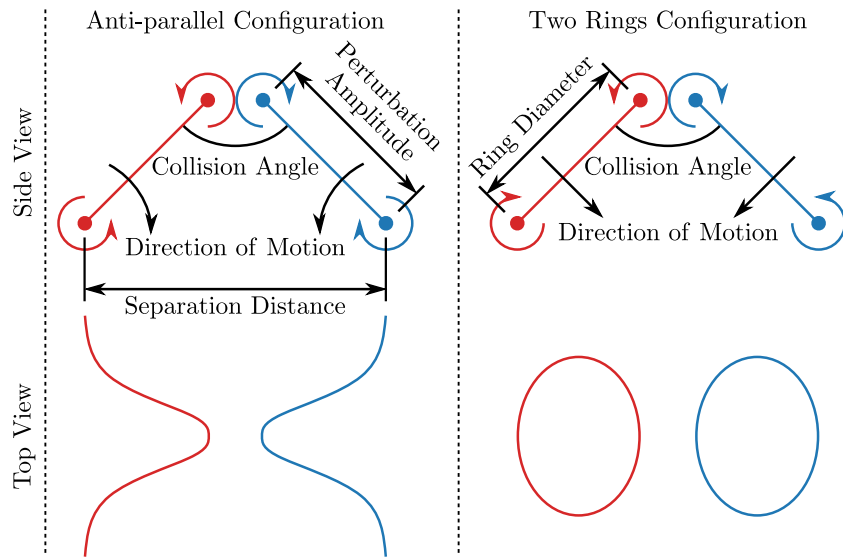 Anti-parallel Configuration
Two Rings Configuration
Side View
Perturbation
Amplitude
Collision Angle
Direction of Motion
Separation Distance
Ring Diameter
Collision Angle
Direction of Motion
Top View